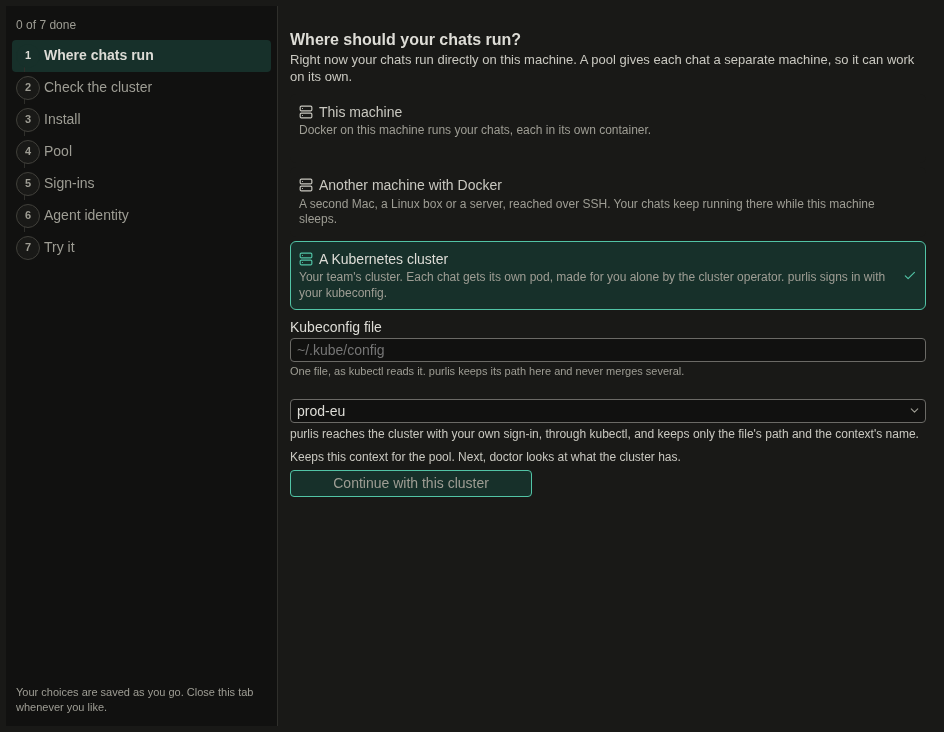 0 of 7 done
1 Where chats run
2 Check the cluster
3 Install
4 Pool
5 Sign-ins
6 Agent identity
7 Try it
Your choices are saved as you go. Close this tab
whenever you like.
Where should your chats run?
Right now your chats run directly on this machine. A pool gives each chat a separate machine, so it can work
on its own.
This machine
Docker on this machine runs your chats, each in its own container.
Another machine with Docker
A second Mac, a Linux box or a server, reached over SSH. Your chats keep running there while this machine
sleeps.
A Kubernetes cluster
Your team's cluster. Each chat gets its own pod, made for you alone by the cluster operator. purlis signs in with
your kubeconfig.
Kubeconfig file
~/.kube/config
One file, as kubectl reads it. purlis keeps its path here and never merges several.
prod-eu
purlis reaches the cluster with your own sign-in, through kubectl, and keeps only the file's path and the context's name.
Keeps this context for the pool. Next, doctor looks at what the cluster has.
Continue with this cluster